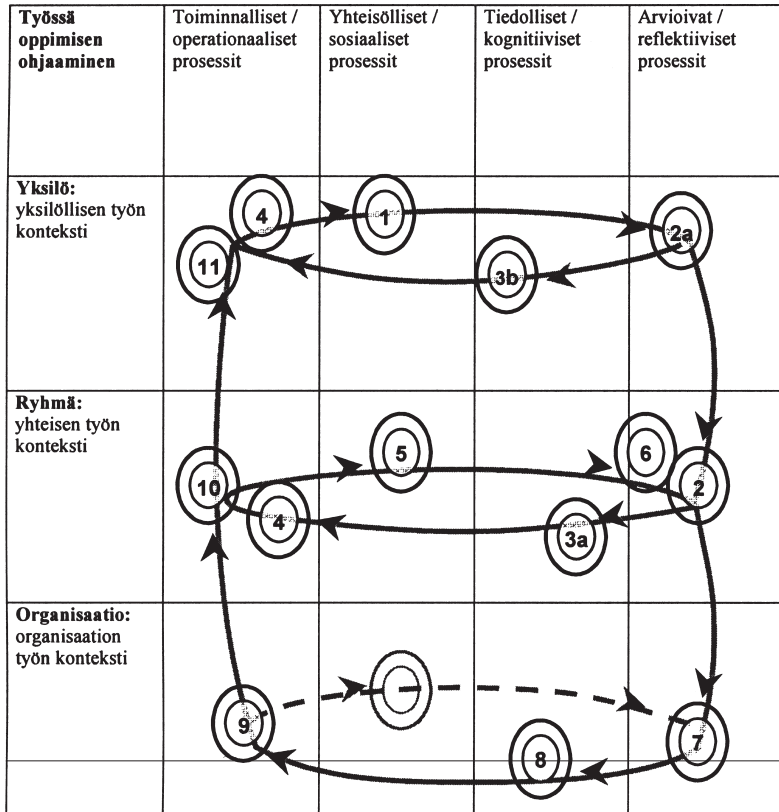 Työssä
oppimisen
ohjaaminen
Toiminnalliset /
operationaaliset
prosessit
Yhteisölliset /
sosiaaliset
prosessit
Tiedolliset /
kognitiiviset
prosessit
Arvioivat /
reflektiiviset
prosessit
Yksilö:
yksilöllisen työn
konteksti
4
1
2a
11
3b
Ryhmä:
yhteisen työn
konteksti
5
6
10
2
4
3a
Organisaatio:
organisaation
työn konteksti
9
7
8